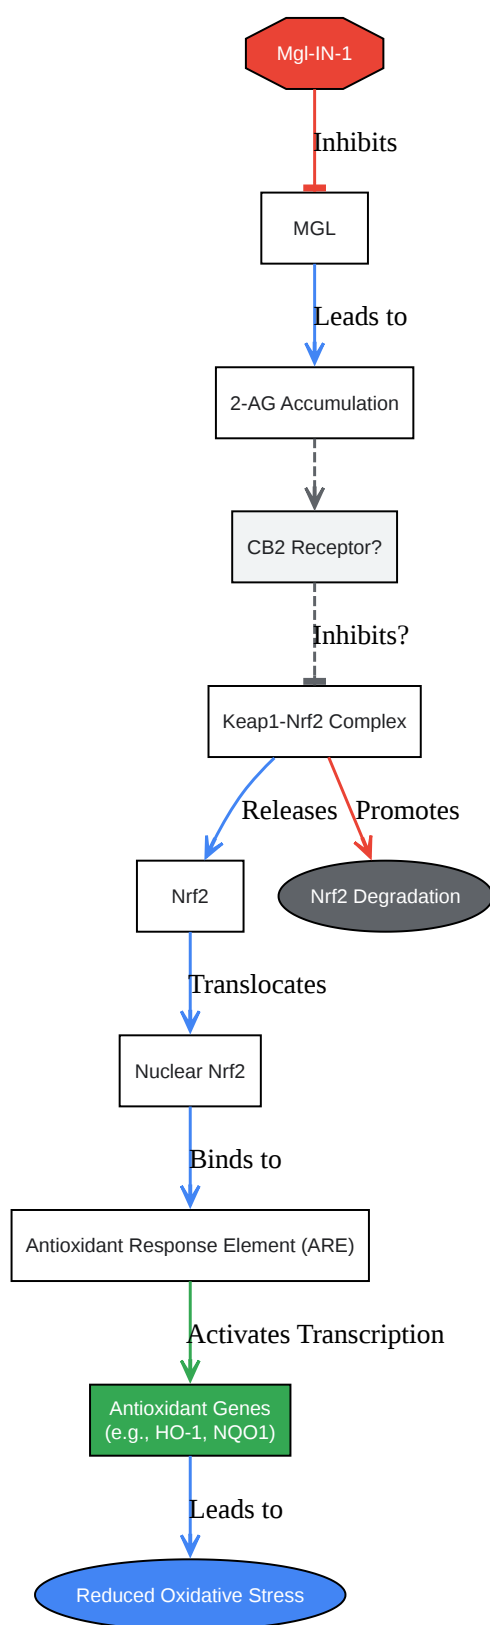 Mgl-IN-1
Inhibits
MGL
Leads to
2-AG Accumulation
CB2 Receptor?
Inhibits?
Keap1-Nrf2 Complex
Releases
Promotes
Nrf2
Nrf2 Degradation
Translocates
Nuclear Nrf2
Binds to
Antioxidant Response Element (ARE)
Activates Transcription
Antioxidant Genes
(e.g., HO-1, NQO1)
Leads to
Reduced Oxidative Stress